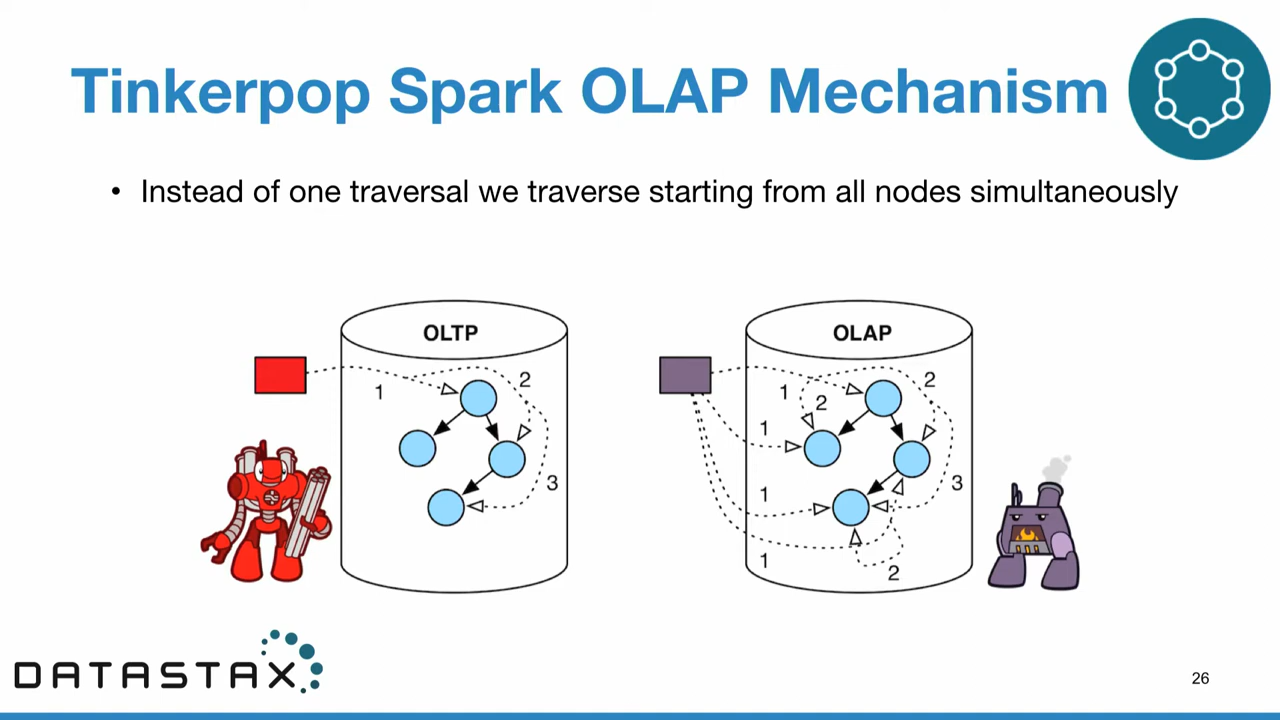 Tinkerpop Spark OLAP Mechanism
• Instead of one traversal we traverse starting from all nodes simultaneously
OLTP
1
2
3
OLAP
1
2
2
1
1
3
1
2
DATASTAX
26